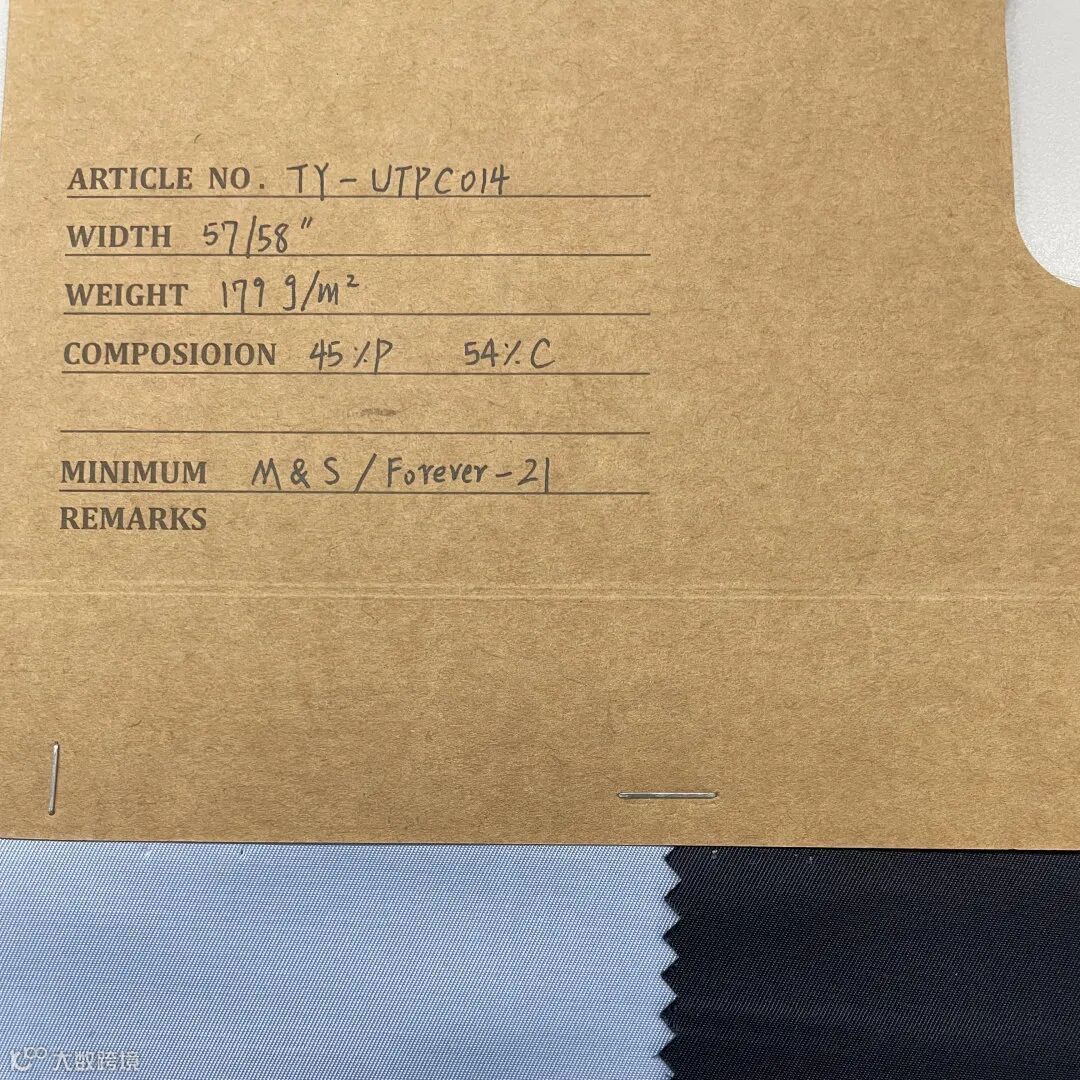 ARTICLE NO. TY-UTPC014
WIDTH 57/58"
WEIGHT 179 g/m²
COMPOSIOION 45%P 54%C
MINIMUM M & S / Forever-21
REMARKS
大数跨境